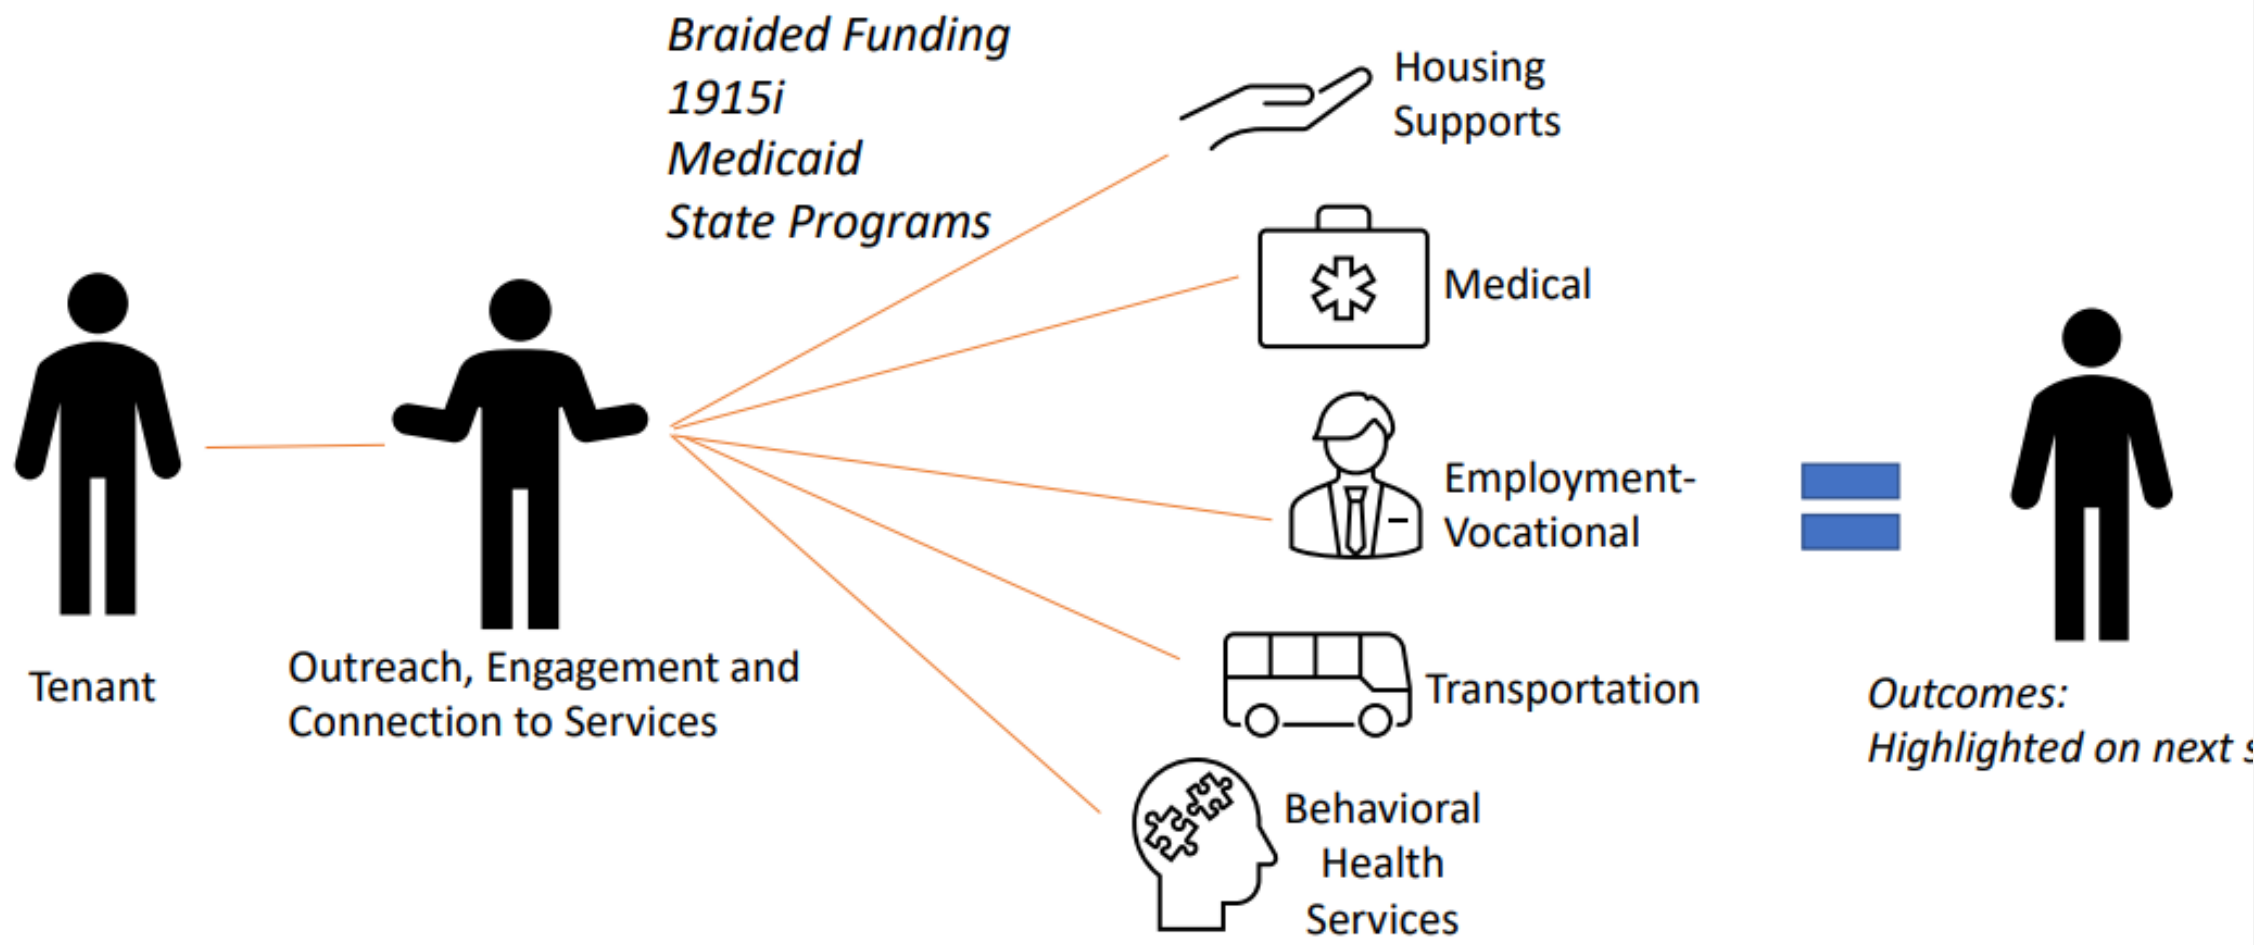 Braided Funding
1915i
Medicaid
State Programs
Housing
Supports
Medical
Employment-
Vocational
Transportation
Behavioral
Health
Services
Tenant
Outreach, Engagement and
Connection to Services
Outcomes:
Highlighted on next